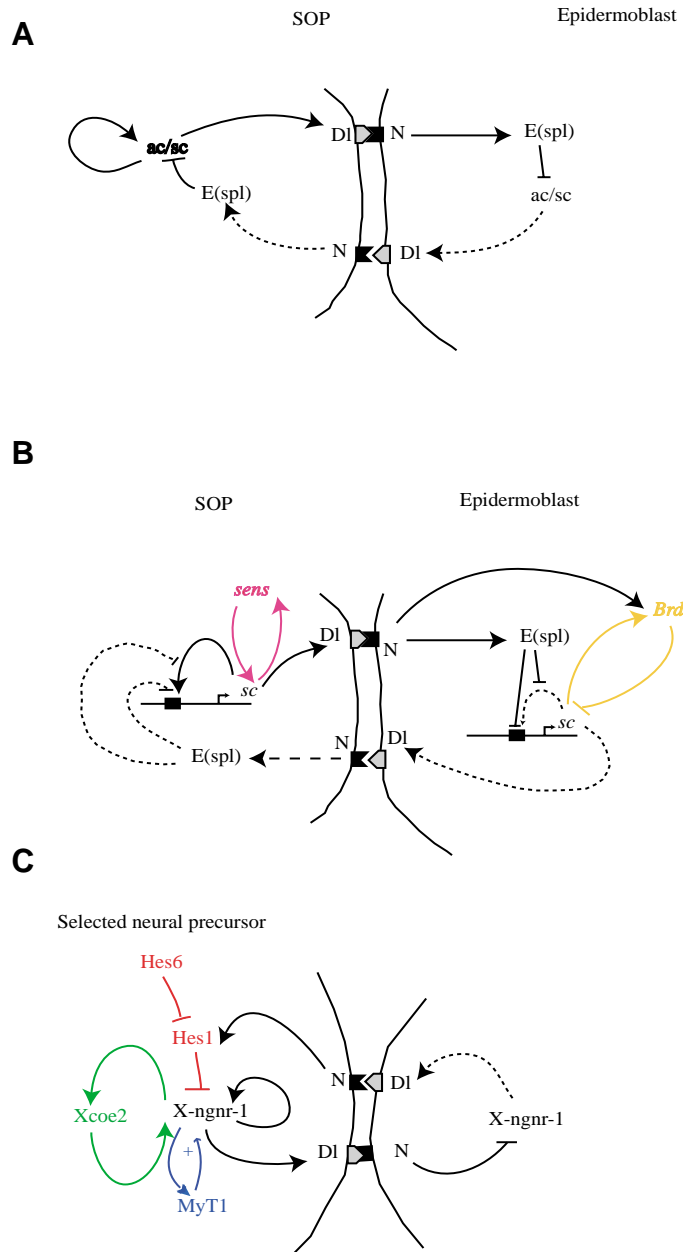 A
SOP
Epidermoblast
ac/sc
Dl
N
E(spl)
E(spl)
ac/sc
N
Dl
B
SOP
Epidermoblast
sens
Brd
Dl
N
E(spl)
sc
sc
N
Dl
E(spl)
C
Selected neural precursor
Hes6
Hes1
N
Dl
Xcoe2
X-ngnr-1
X-ngnr-1
+
Dl
N
MyT1